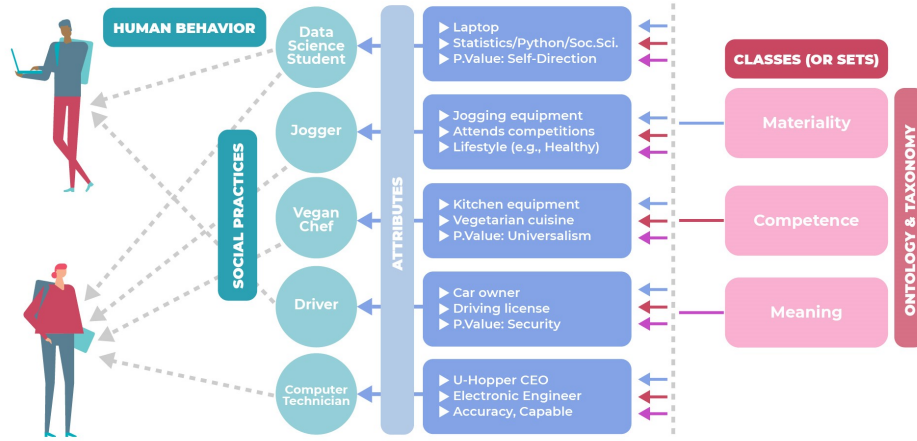 HUMAN BEHAVIOR
SOCIAL PRACTICES
Data
Science
Student
Jogger
Vegan
Chef
Driver
Computer
Technician
ATTRIBUTES
▶ Laptop
▶ Statistics/Python/Soc.Sci.
▶ P.Value: Self-Direction
▶ Jogging equipment
▶ Attends competitions
▶ Lifestyle (e.g., Healthy)
▶ Kitchen equipment
▶ Vegetarian cuisine
▶ P.Value: Universalism
▶ Car owner
▶ Driving license
▶ P.Value: Security
▶ U-Hopper CEO
▶ Electronic Engineer
▶ Accuracy, Capable
CLASSES (OR SETS)
Materiality
Competence
Meaning
ONTOLOGY & TAXONOMY